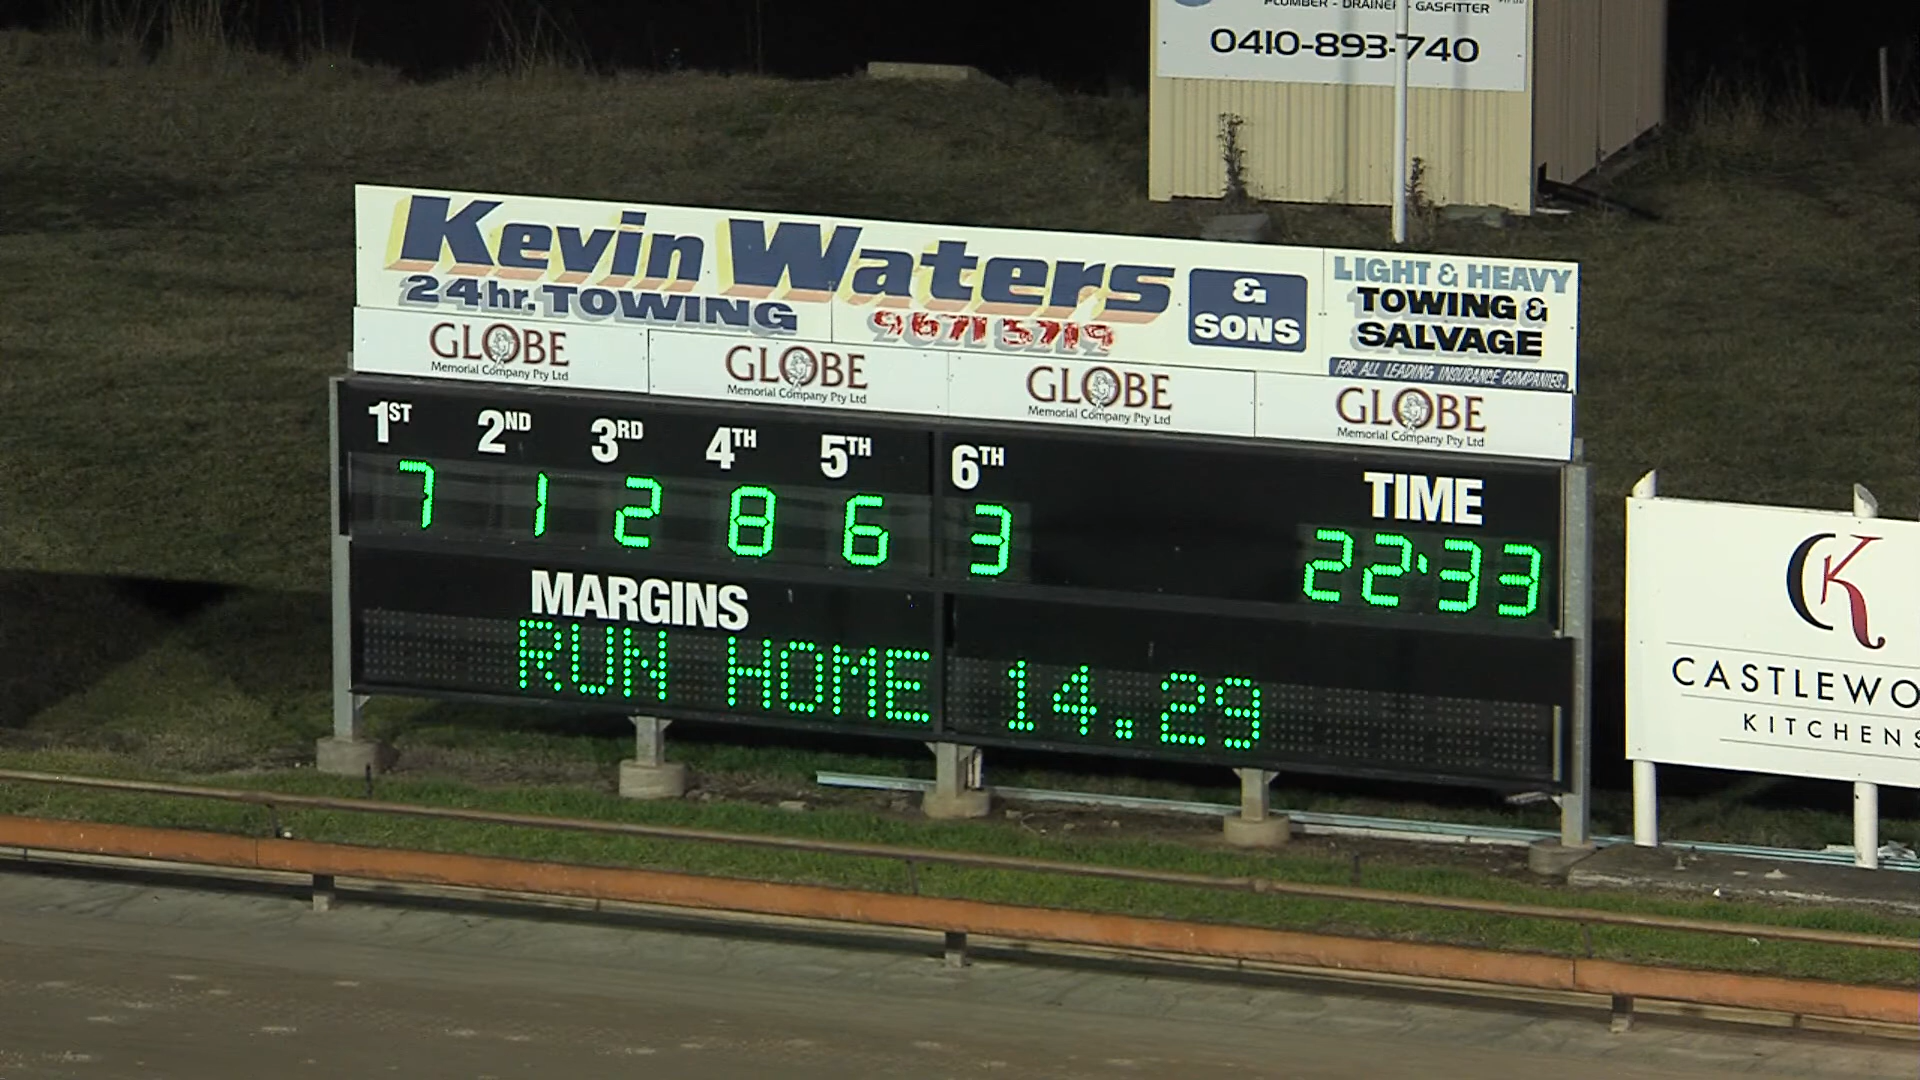 PLUMBER - DRAINER - GASFITTER
0410-893-740
Kevin Waters & SONS
24hr. TOWING 9671 5719
LIGHT & HEAVY
TOWING &
SALVAGE
FOR ALL LEADING INSURANCE COMPANIES.
GLOBE
Memorial Company Pty Ltd
GLOBE
Memorial Company Pty Ltd
GLOBE
Memorial Company Pty Ltd
GLOBE
Memorial Company Pty Ltd
1ST 2ND 3RD 4TH 5TH 6TH TIME
7 1 2 8 6 3 22.33
MARGINS
RUN HOME 14.29
CK
CASTLEWO
KITCHENS